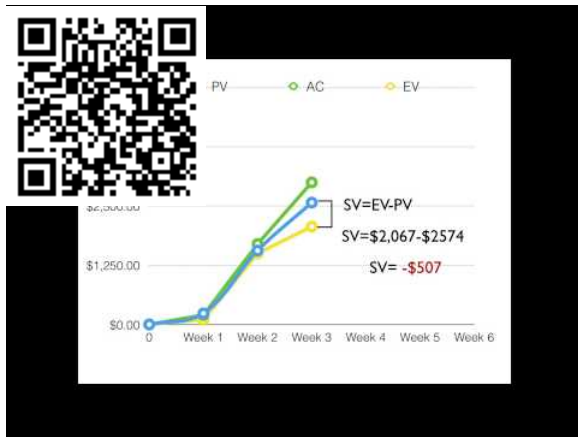 PV AC EV
SV=EV-PV
SV=$2,067-$2574
$1,250.00
SV= -$507
$0.00
0 Week 1 Week 2 Week 3 Week 4 Week 5 Week 6